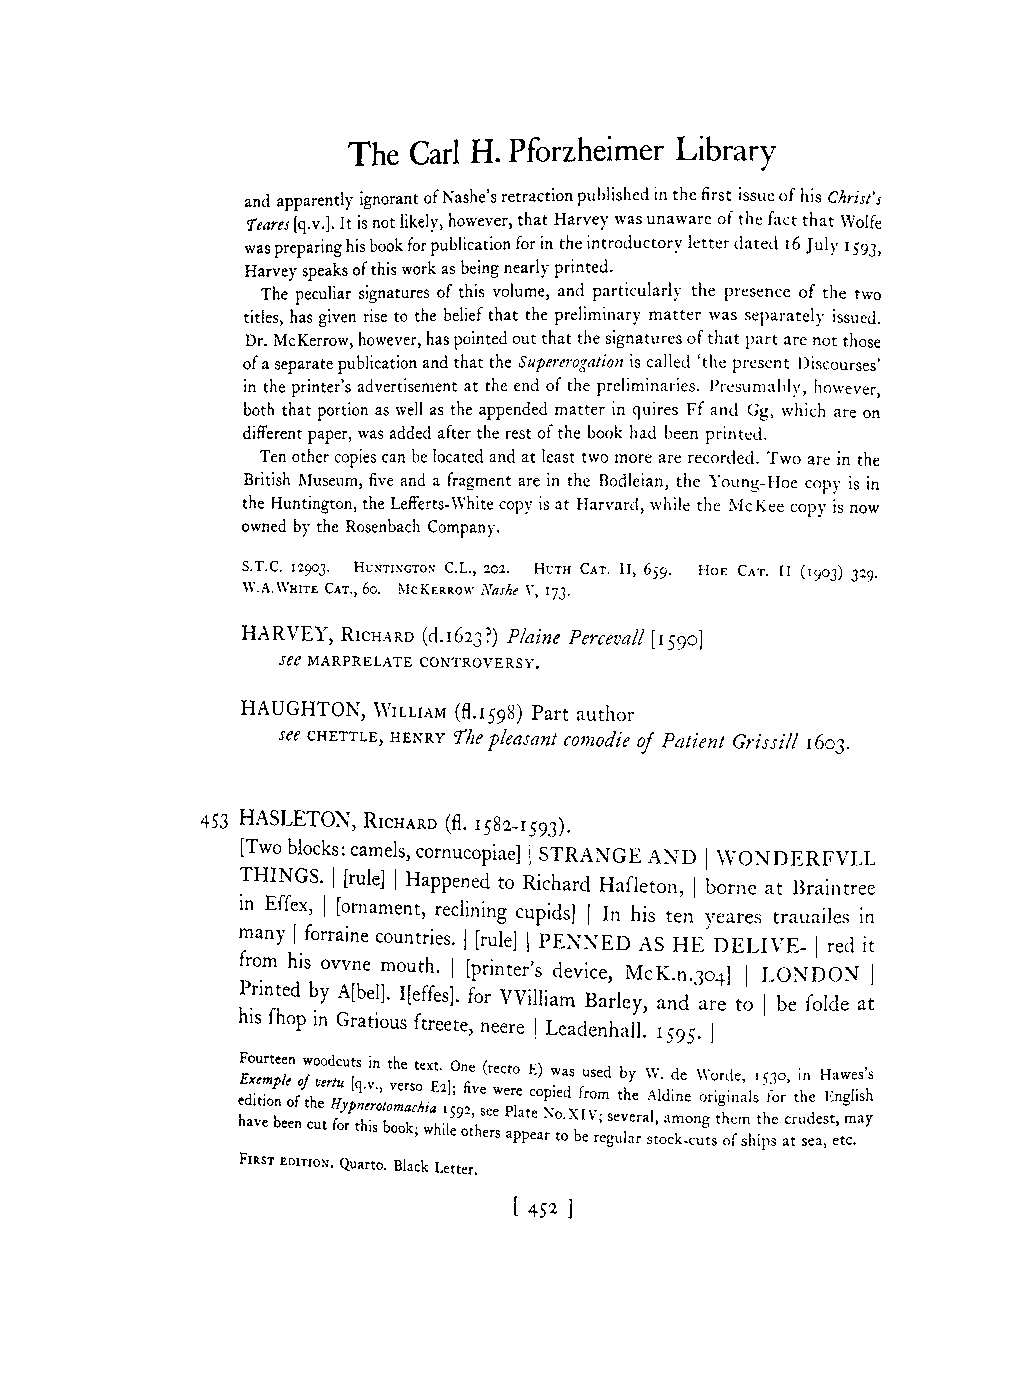 The Carl H. Pforzheimer Library
and apparently ignorant of Nashe's retraction published in the first issue of his Christ's
Teares [q.v.]. It is not likely, however, that Harvey was unaware of the fact that Wolfe
was preparing his book for publication for in the introductory letter dated 16 July 1593,
Harvey speaks of this work as being nearly printed.
The peculiar signatures of this volume, and particularly the presence of the two
titles, has given rise to the belief that the preliminary matter was separately issued.
Dr. McKerrow, however, has pointed out that the signatures of that part are not those
of a separate publication and that the Supererogation is called 'the present Discourses'
in the printer's advertisement at the end of the preliminaries. Presumably, however,
both that portion as well as the appended matter in quires Ff and Gg, which are on
different paper, was added after the rest of the book had been printed.
Ten other copies can be located and at least two more are recorded. Two are in the
British Museum, five and a fragment are in the Bodleian, the Young-Hoe copy is in
the Huntington, the Lefferts-White copy is at Harvard, while the McKee copy is now
owned by the Rosenbach Company.
S.T.C. 12903. HUNTINGTON C.L., 202. HUTH CAT. II, 659. HOE CAT. II (1903) 329.
W.A.WHITE CAT., 60. MCKERROW Nashe V, 173.
HARVEY, RICHARD (d.1623?) Plaine Percevall [1590]
see MARPRELATE CONTROVERSY.
HAUGHTON, WILLIAM (fl.1598) Part author
see CHETTLE, HENRY The pleasant comodie of Patient Grissill 1603.
453 HASLETON, RICHARD (fl. 1582-1593).
[Two blocks: camels, cornucopiae] | STRANGE AND | WONDERFVLL
THINGS. | [rule] | Happened to Richard Haſleton, | borne at Braintree
in Eſſex, | [ornament, reclining cupids] | In his ten yeares trauailes in
many | forraine countries. | [rule] | PENNED AS HE DELIVE- | red it
from his ovvne mouth. | [printer's device, McK.n.304] | LONDON |
Printed by A[bel]. I[effes]. for VVilliam Barley, and are to | be ſolde at
his ſhop in Gratious ſtreete, neere | Leadenhall. 1595. |
Fourteen woodcuts in the text. One (recto E) was used by W. de Worde, 1530, in Hawes's
Exemple of vertu [q.v., verso E2]; five were copied from the Aldine originals for the English
edition of the Hypnerotomachia 1592, see Plate No.XIV; several, among them the crudest, may
have been cut for this book; while others appear to be regular stock-cuts of ships at sea, etc.
FIRST EDITION. Quarto. Black Letter.
[ 452 ]